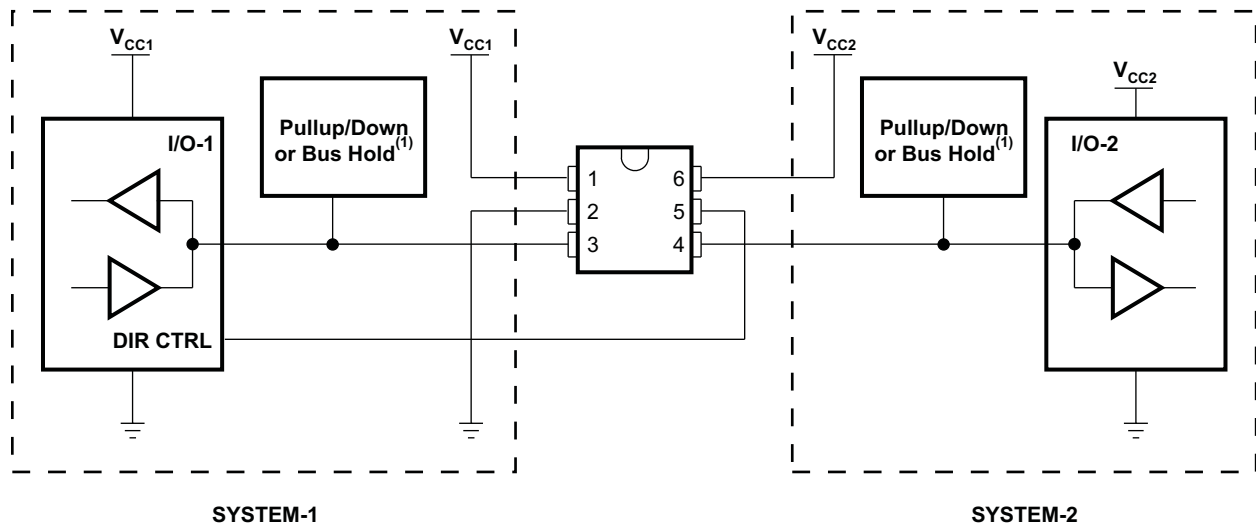 VCC1
VCC1
I/O-1
Pullup/Down
or Bus Hold(1)
DIR CTRL
1
2
3
6
5
4
VCC2
Pullup/Down
or Bus Hold(1)
VCC2
I/O-2
SYSTEM-1
SYSTEM-2